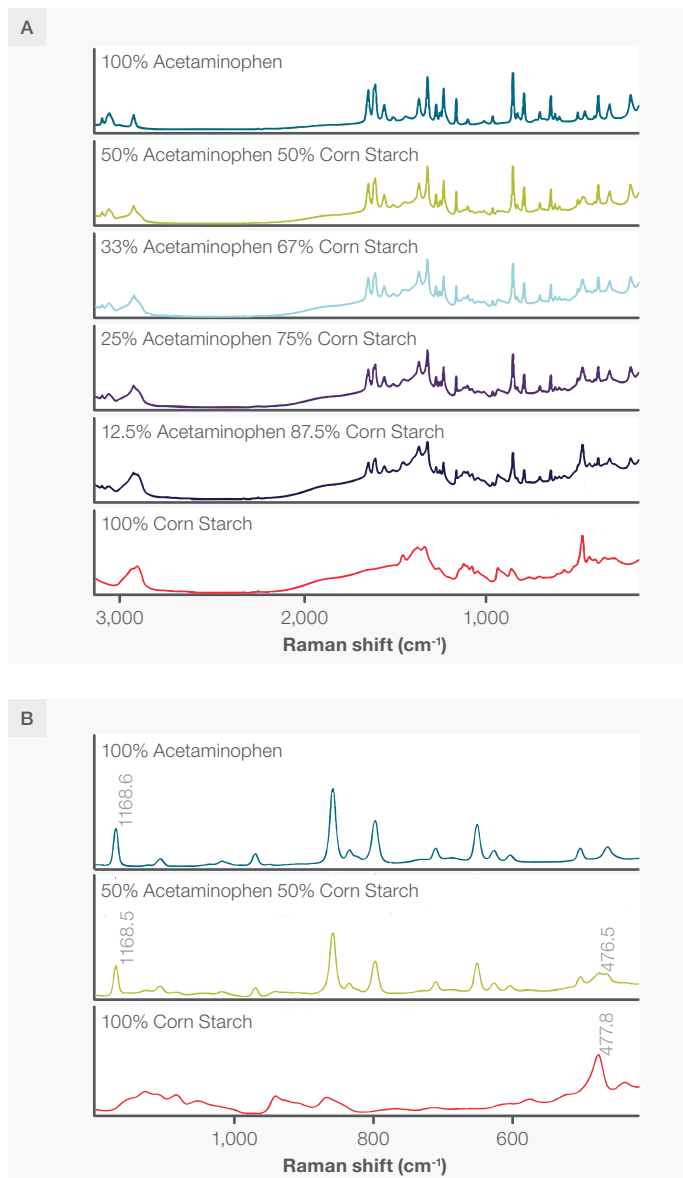 A
100% Acetaminophen
50% Acetaminophen 50% Corn Starch
33% Acetaminophen 67% Corn Starch
25% Acetaminophen 75% Corn Starch
12.5% Acetaminophen 87.5% Corn Starch
100% Corn Starch
3,000 2,000 1,000
Raman shift (cm⁻¹)
B
100% Acetaminophen
1168.6
50% Acetaminophen 50% Corn Starch
1168.5
476.5
100% Corn Starch
477.8
1,000 800 600
Raman shift (cm⁻¹)